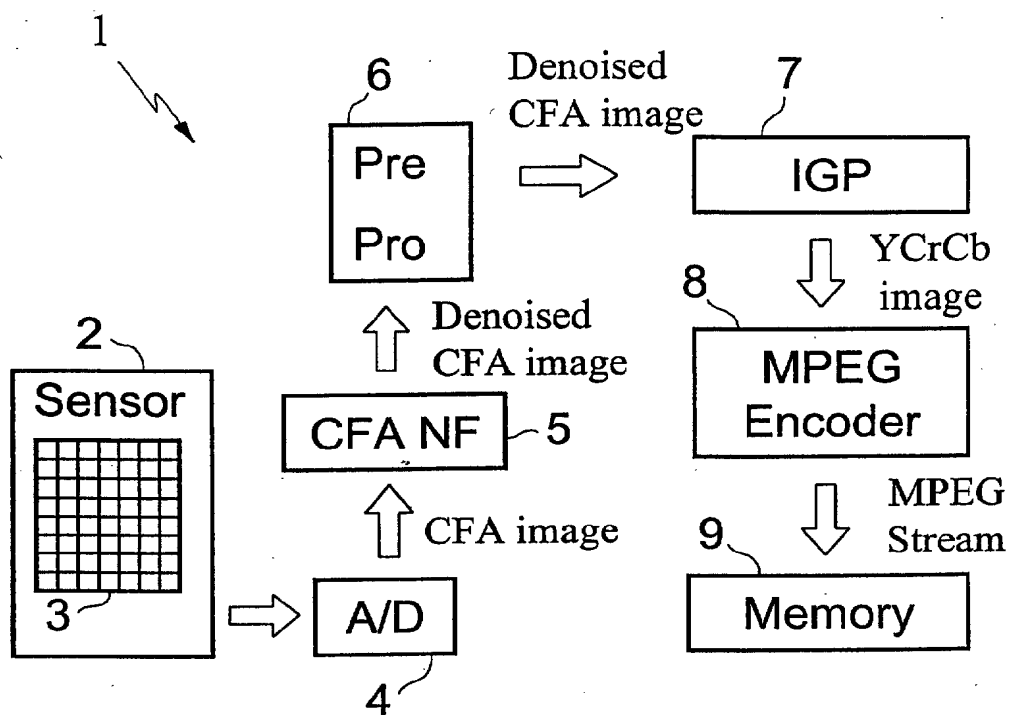 1
2
Sensor
3
A/D
4
CFA image
CFA NF
5
Denoised
CFA image
6
Pre
Pro
Denoised
CFA image
7
IGP
YCrCb
image
8
MPEG
Encoder
MPEG
Stream
9
Memory